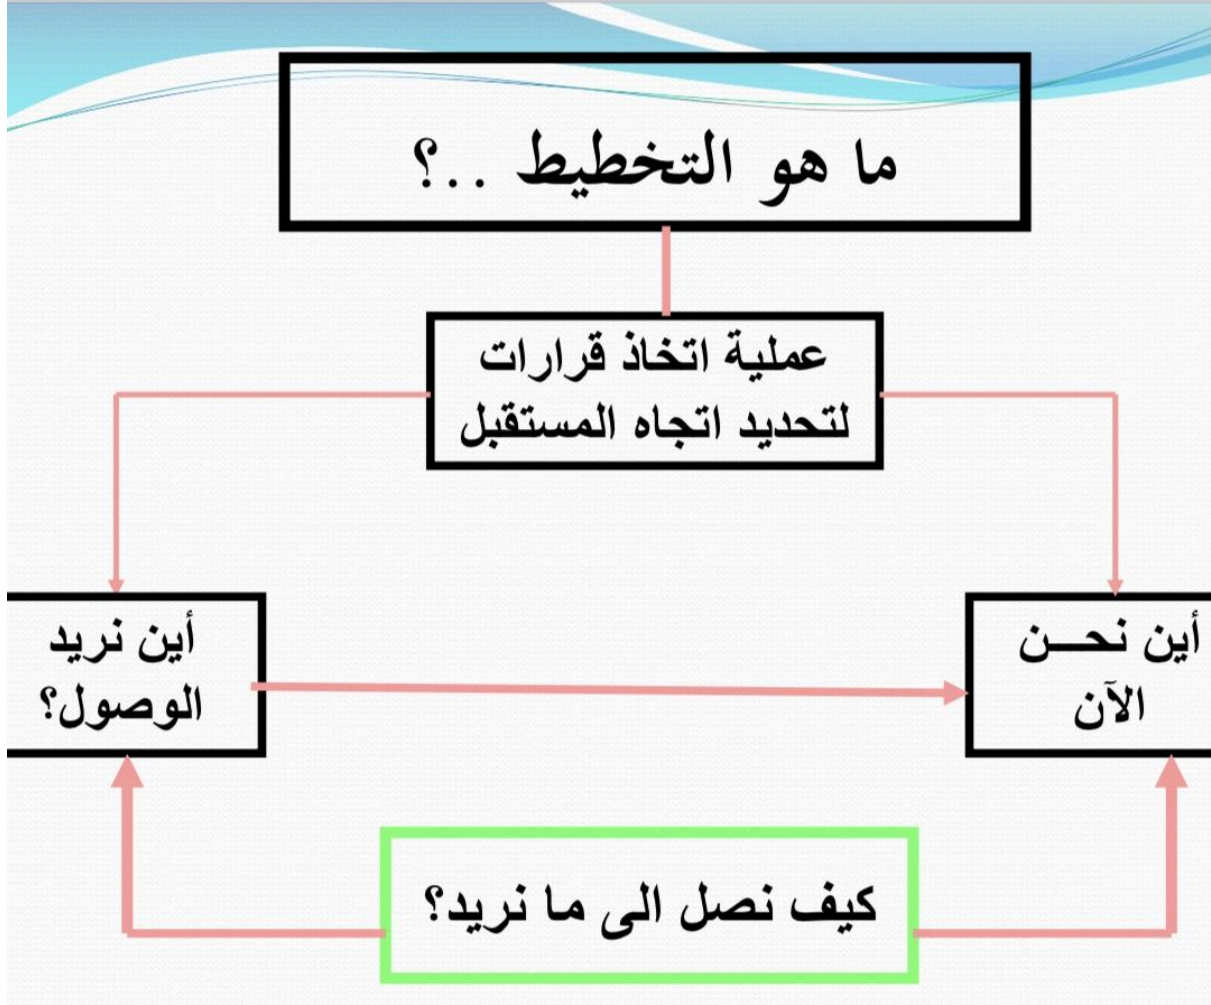 ما هو التخطيط ..؟
عملية اتخاذ قرارات
لتحديد اتجاه المستقبل
أين نحـــن
الآن
أين نريد
الوصول؟
كيف نصل الى ما نريد؟